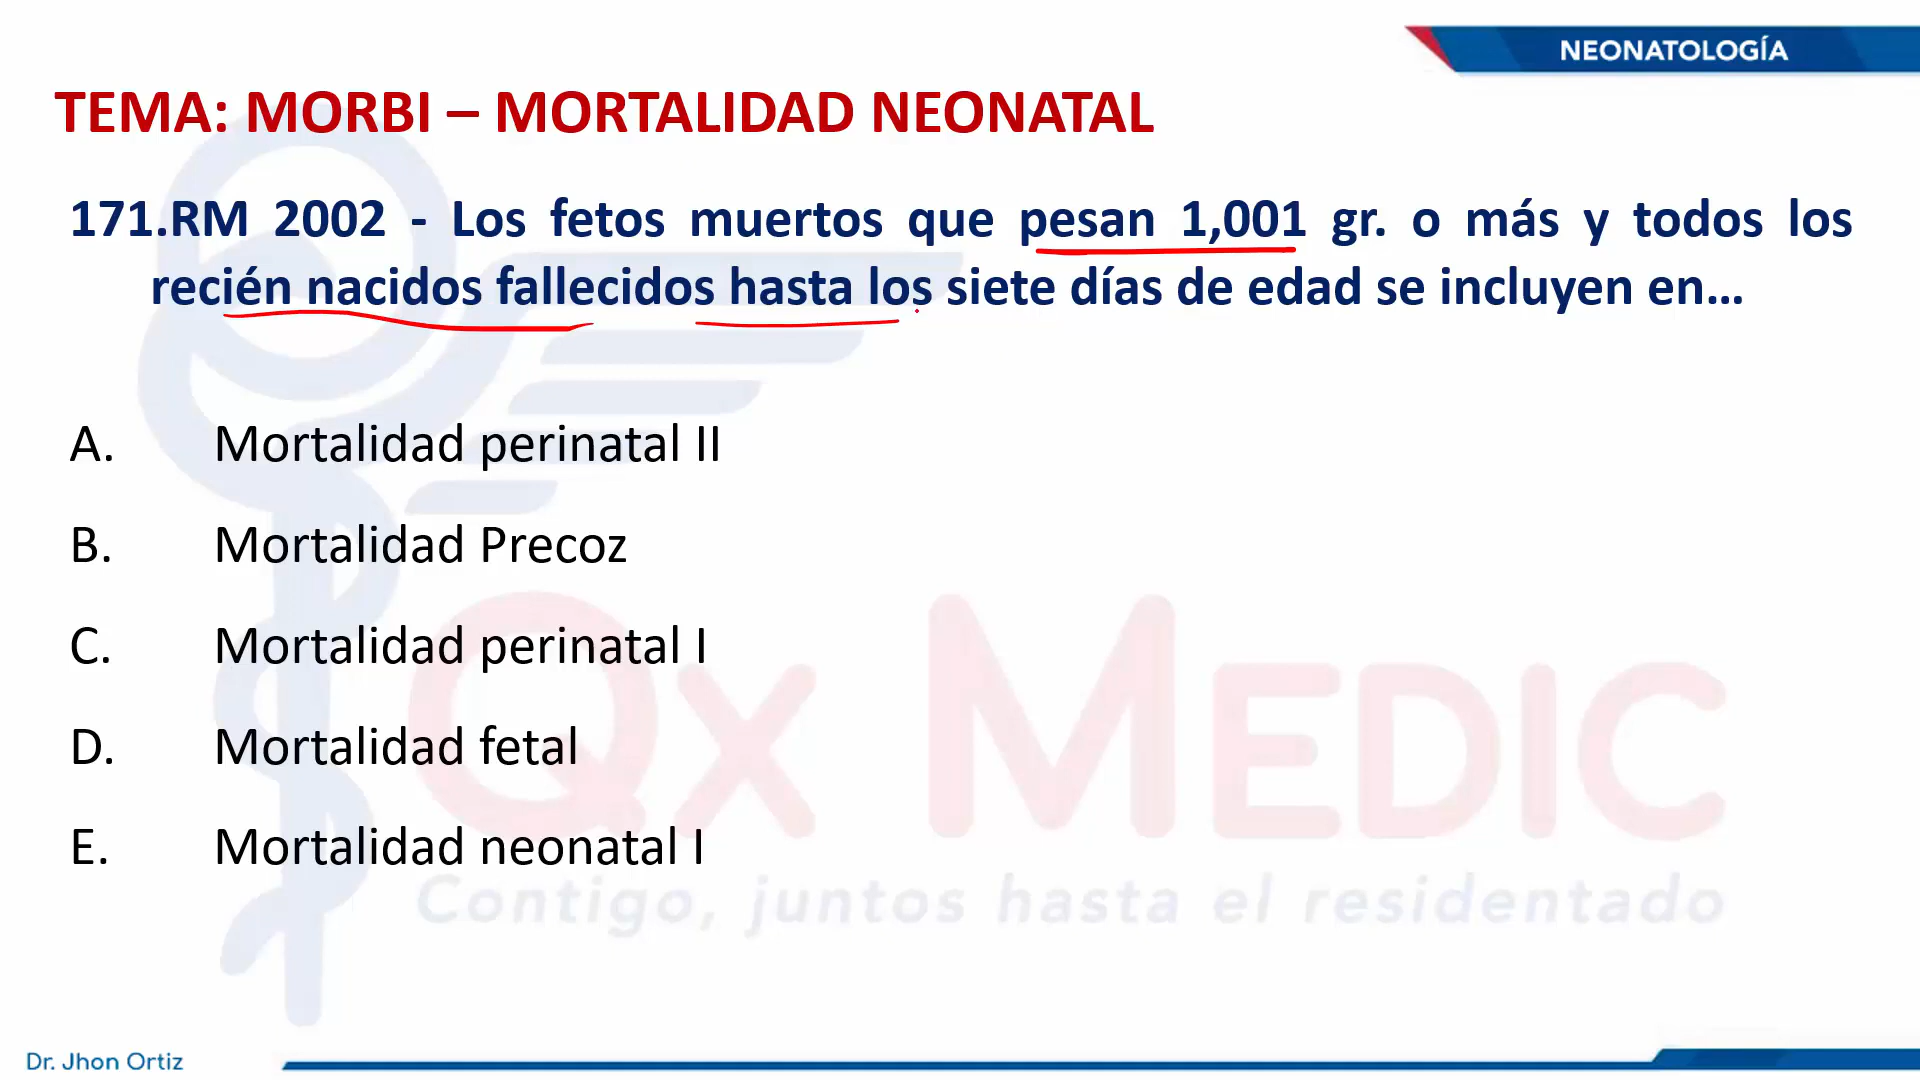 NEONATOLOGÍA
TEMA: MORBI – MORTALIDAD NEONATAL
171.RM 2002 - Los fetos muertos que pesan 1,001 gr. o más y todos los
recién nacidos fallecidos hasta los siete días de edad se incluyen en...
A. Mortalidad perinatal II
B. Mortalidad Precoz
C. Mortalidad perinatal I
D. Mortalidad fetal
E. Mortalidad neonatal I
QX MEDIC
Contigo, juntos hasta el residentado
Dr. Jhon Ortiz